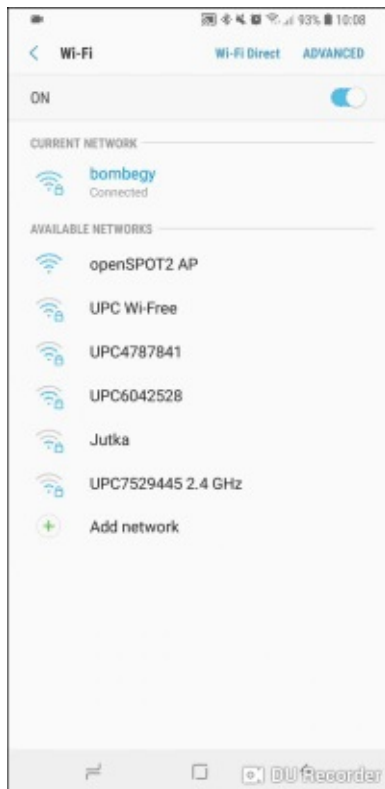 93% 10:08
Wi-Fi Wi-Fi Direct ADVANCED
ON
CURRENT NETWORK
bombegy
Connected
AVAILABLE NETWORKS
openSPOT2 AP
UPC Wi-Free
UPC4787841
UPC6042528
Jutka
UPC7529445 2.4 GHz
Add network
DU Recorder